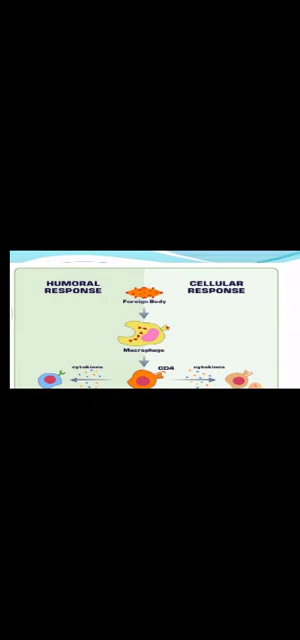 HUMORAL
RESPONSE
CELLULAR
RESPONSE
Foreign Body
Macrophage
cytokines
CD4
cytokines